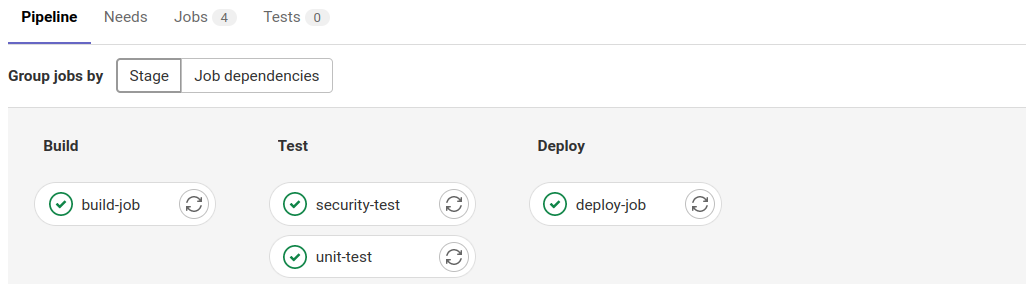 Pipeline Needs Jobs 4 Tests 0
Group jobs by Stage Job dependencies
Build Test Deploy
build-job security-test deploy-job
unit-test